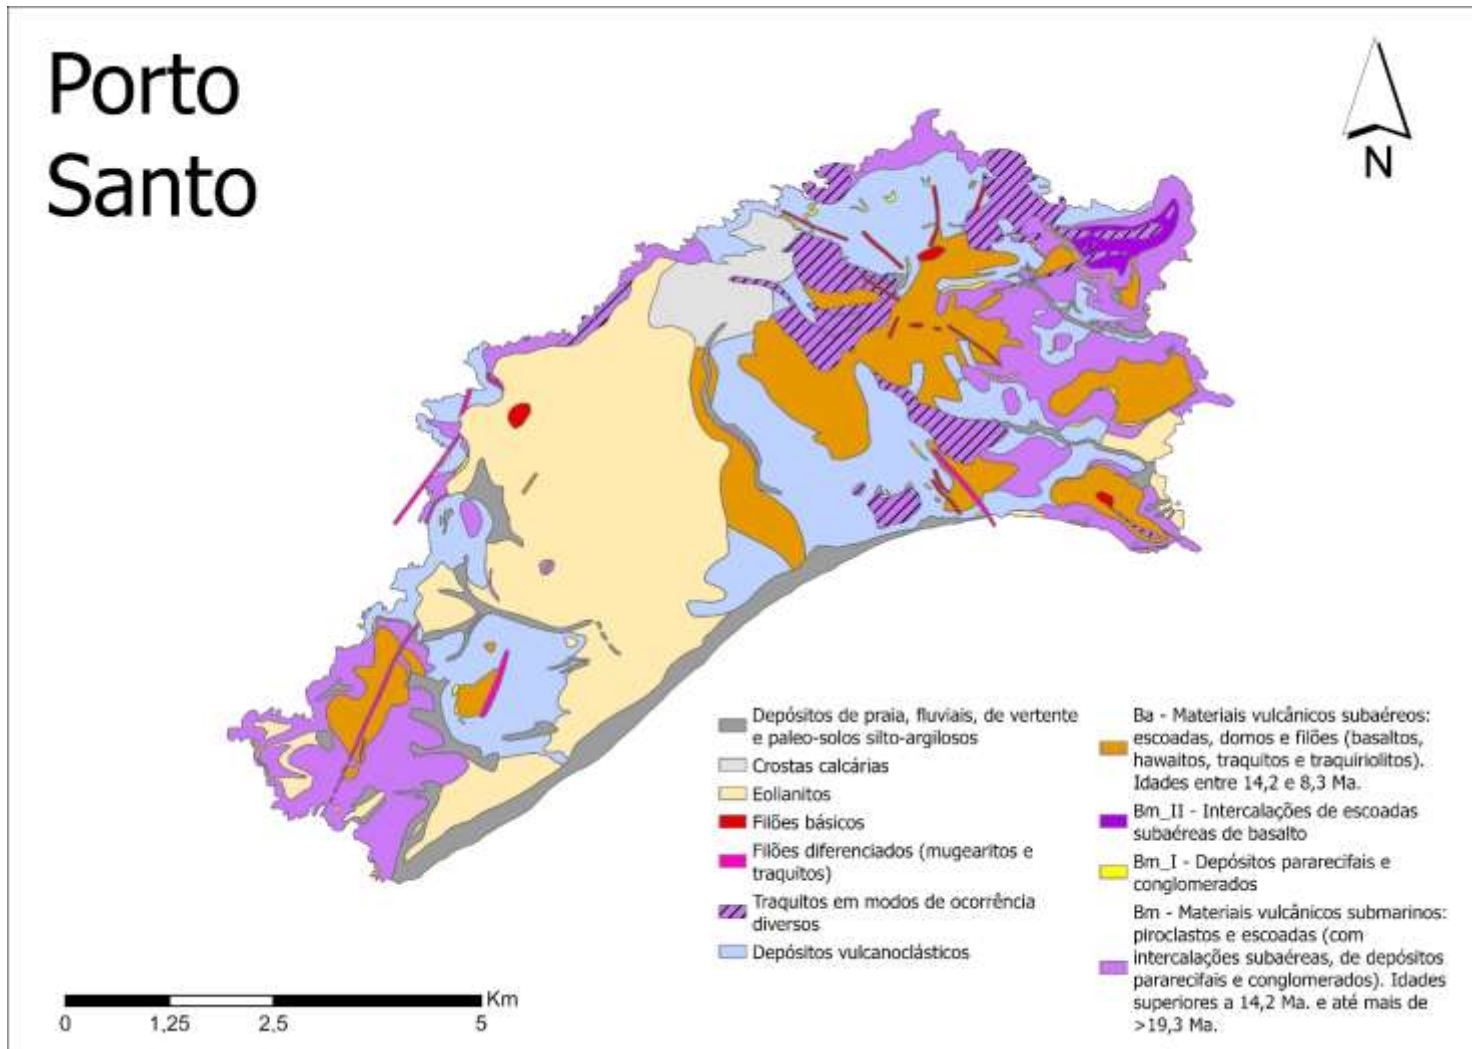 Porto
Santo
N
Depósitos de praia, fluviais, de vertente
e paleo-solos silto-argilosos
Crostas calcárias
Eolianitos
Filões básicos
Filões diferenciados (mugearitos e
traquitos)
Traquitos em modos de ocorrência
diversos
Depósitos vulcanoclásticos
Ba - Materiais vulcânicos subaéreos:
escoadas, domos e filões (basaltos,
hawaitos, traquitos e traquiriolitos).
Idades entre 14,2 e 8,3 Ma.
Bm_II - Intercalações de escoadas
subaéreas de basalto
Bm_I - Depósitos pararecifais e
conglomerados
Bm - Materiais vulcânicos submarinos:
piroclastos e escoadas (com
intercalações subaéreas, de depósitos
pararecifais e conglomerados). Idades
superiores a 14,2 Ma. e até mais de
>19,3 Ma.
Km
0 1,25 2,5 5